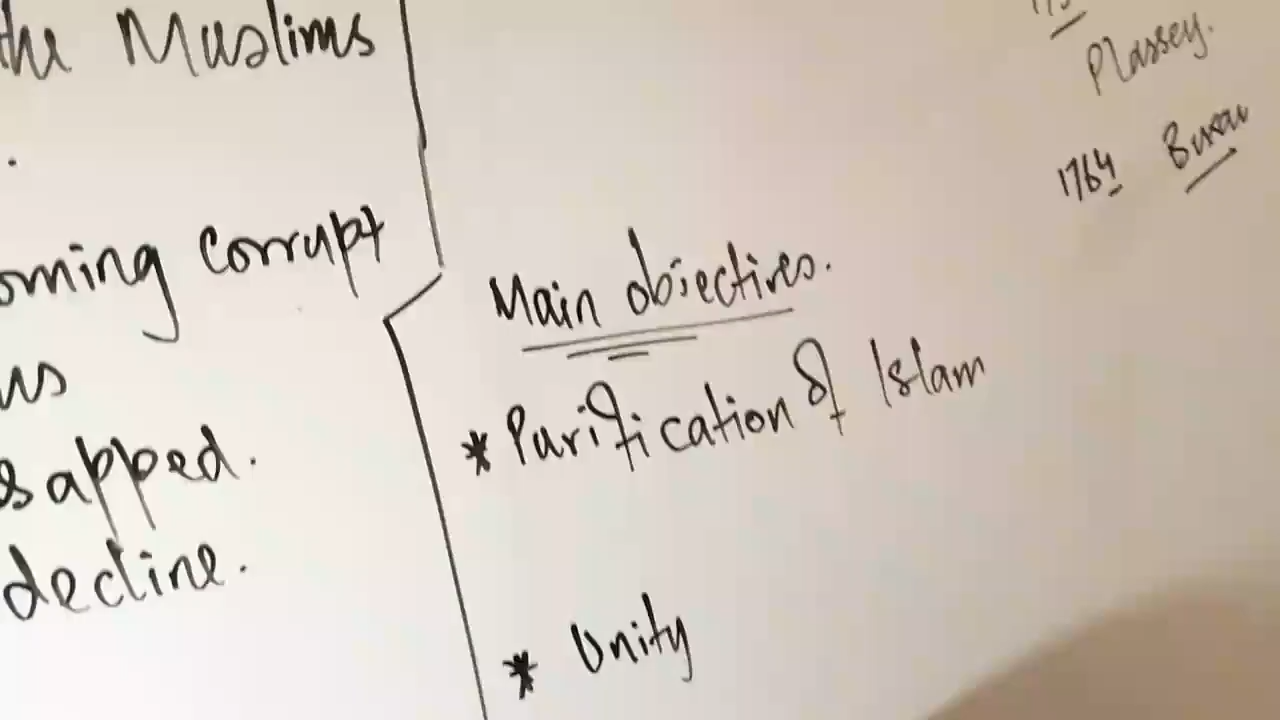 the Muslims
oming corrupt
us
sapped.
decline.
Main objectives.
* Purification of Islam
* Unity
Plassey.
1764 Buxar